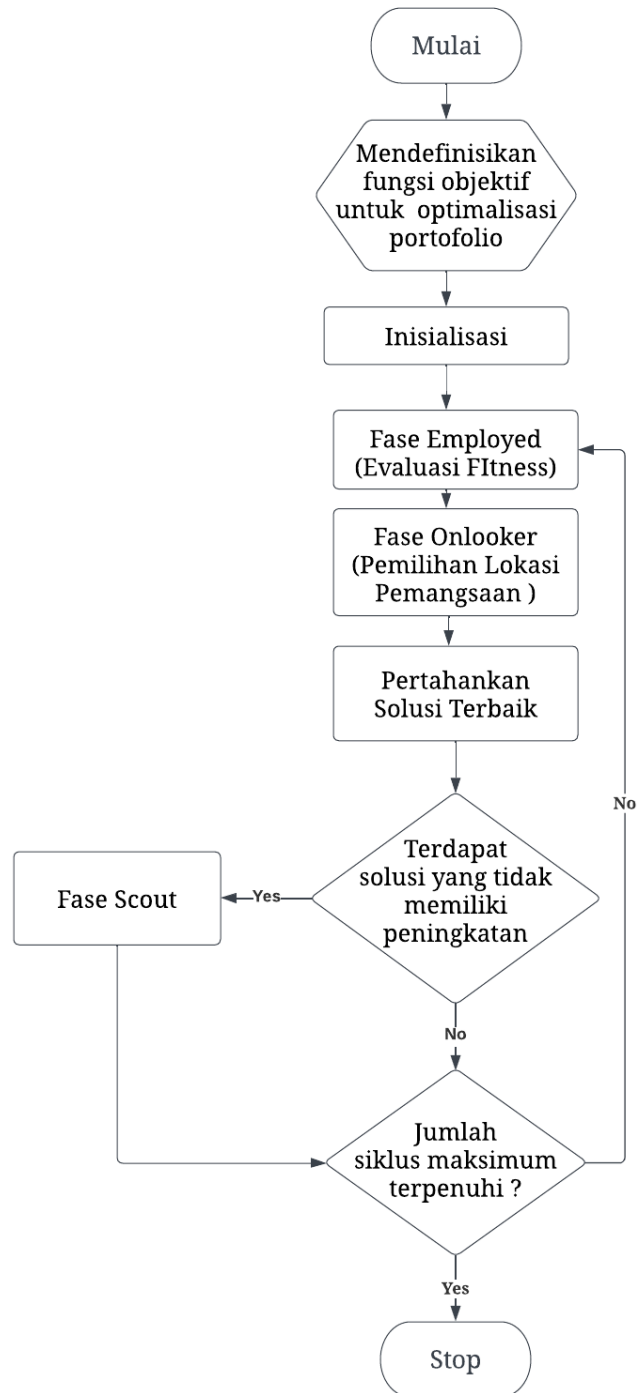 Mulai
Mendefinisikan
fungsi objektif
untuk optimalisasi
portofolio
Inisialisasi
Fase Employed
(Evaluasi FItness)
Fase Onlooker
(Pemilihan Lokasi
Pemangsaan )
Pertahankan
Solusi Terbaik
No
Terdapat
solusi yang tidak
memiliki
peningkatan
Yes
Fase Scout
No
Jumlah
siklus maksimum
terpenuhi ?
Yes
Stop